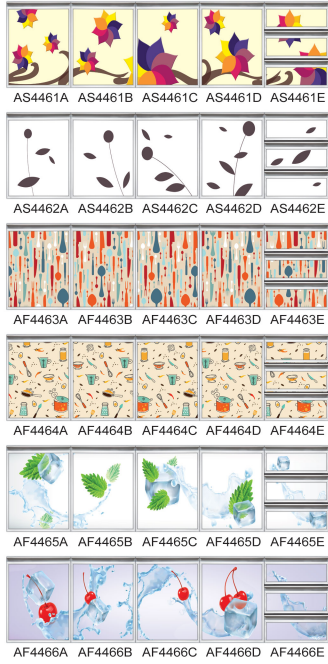 AS4461A AS4461B AS4461C AS4461D AS4461E
AS4462A AS4462B AS4462C AS4462D AS4462E
AF4463A AF4463B AF4463C AF4463D AF4463E
AF4464A AF4464B AF4464C AF4464D AF4464E
AF4465A AF4465B AF4465C AF4465D AF4465E
AF4466A AF4466B AF4466C AF4466D AF4466E